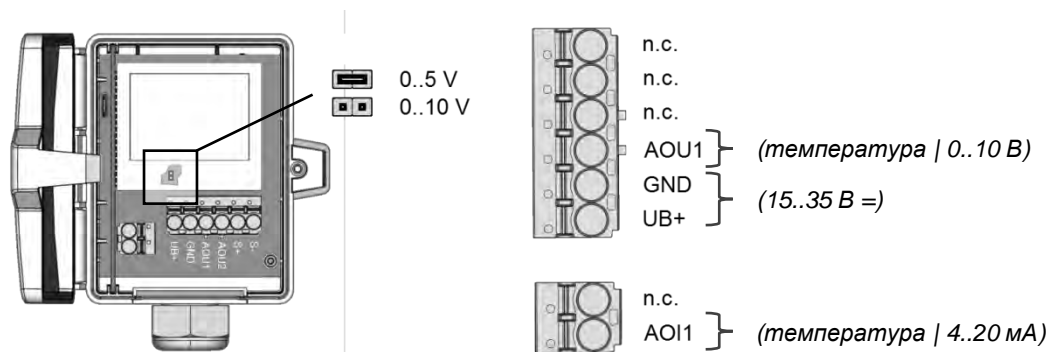 0..5 V
0..10 V
UB+
GND
AOU1
AOU2
S+
S-
n.c.
n.c.
n.c.
AOU1 (температура | 0..10 В)
GND
(15..35 В =)
UB+
n.c.
AOI1 (температура | 4..20 мА)